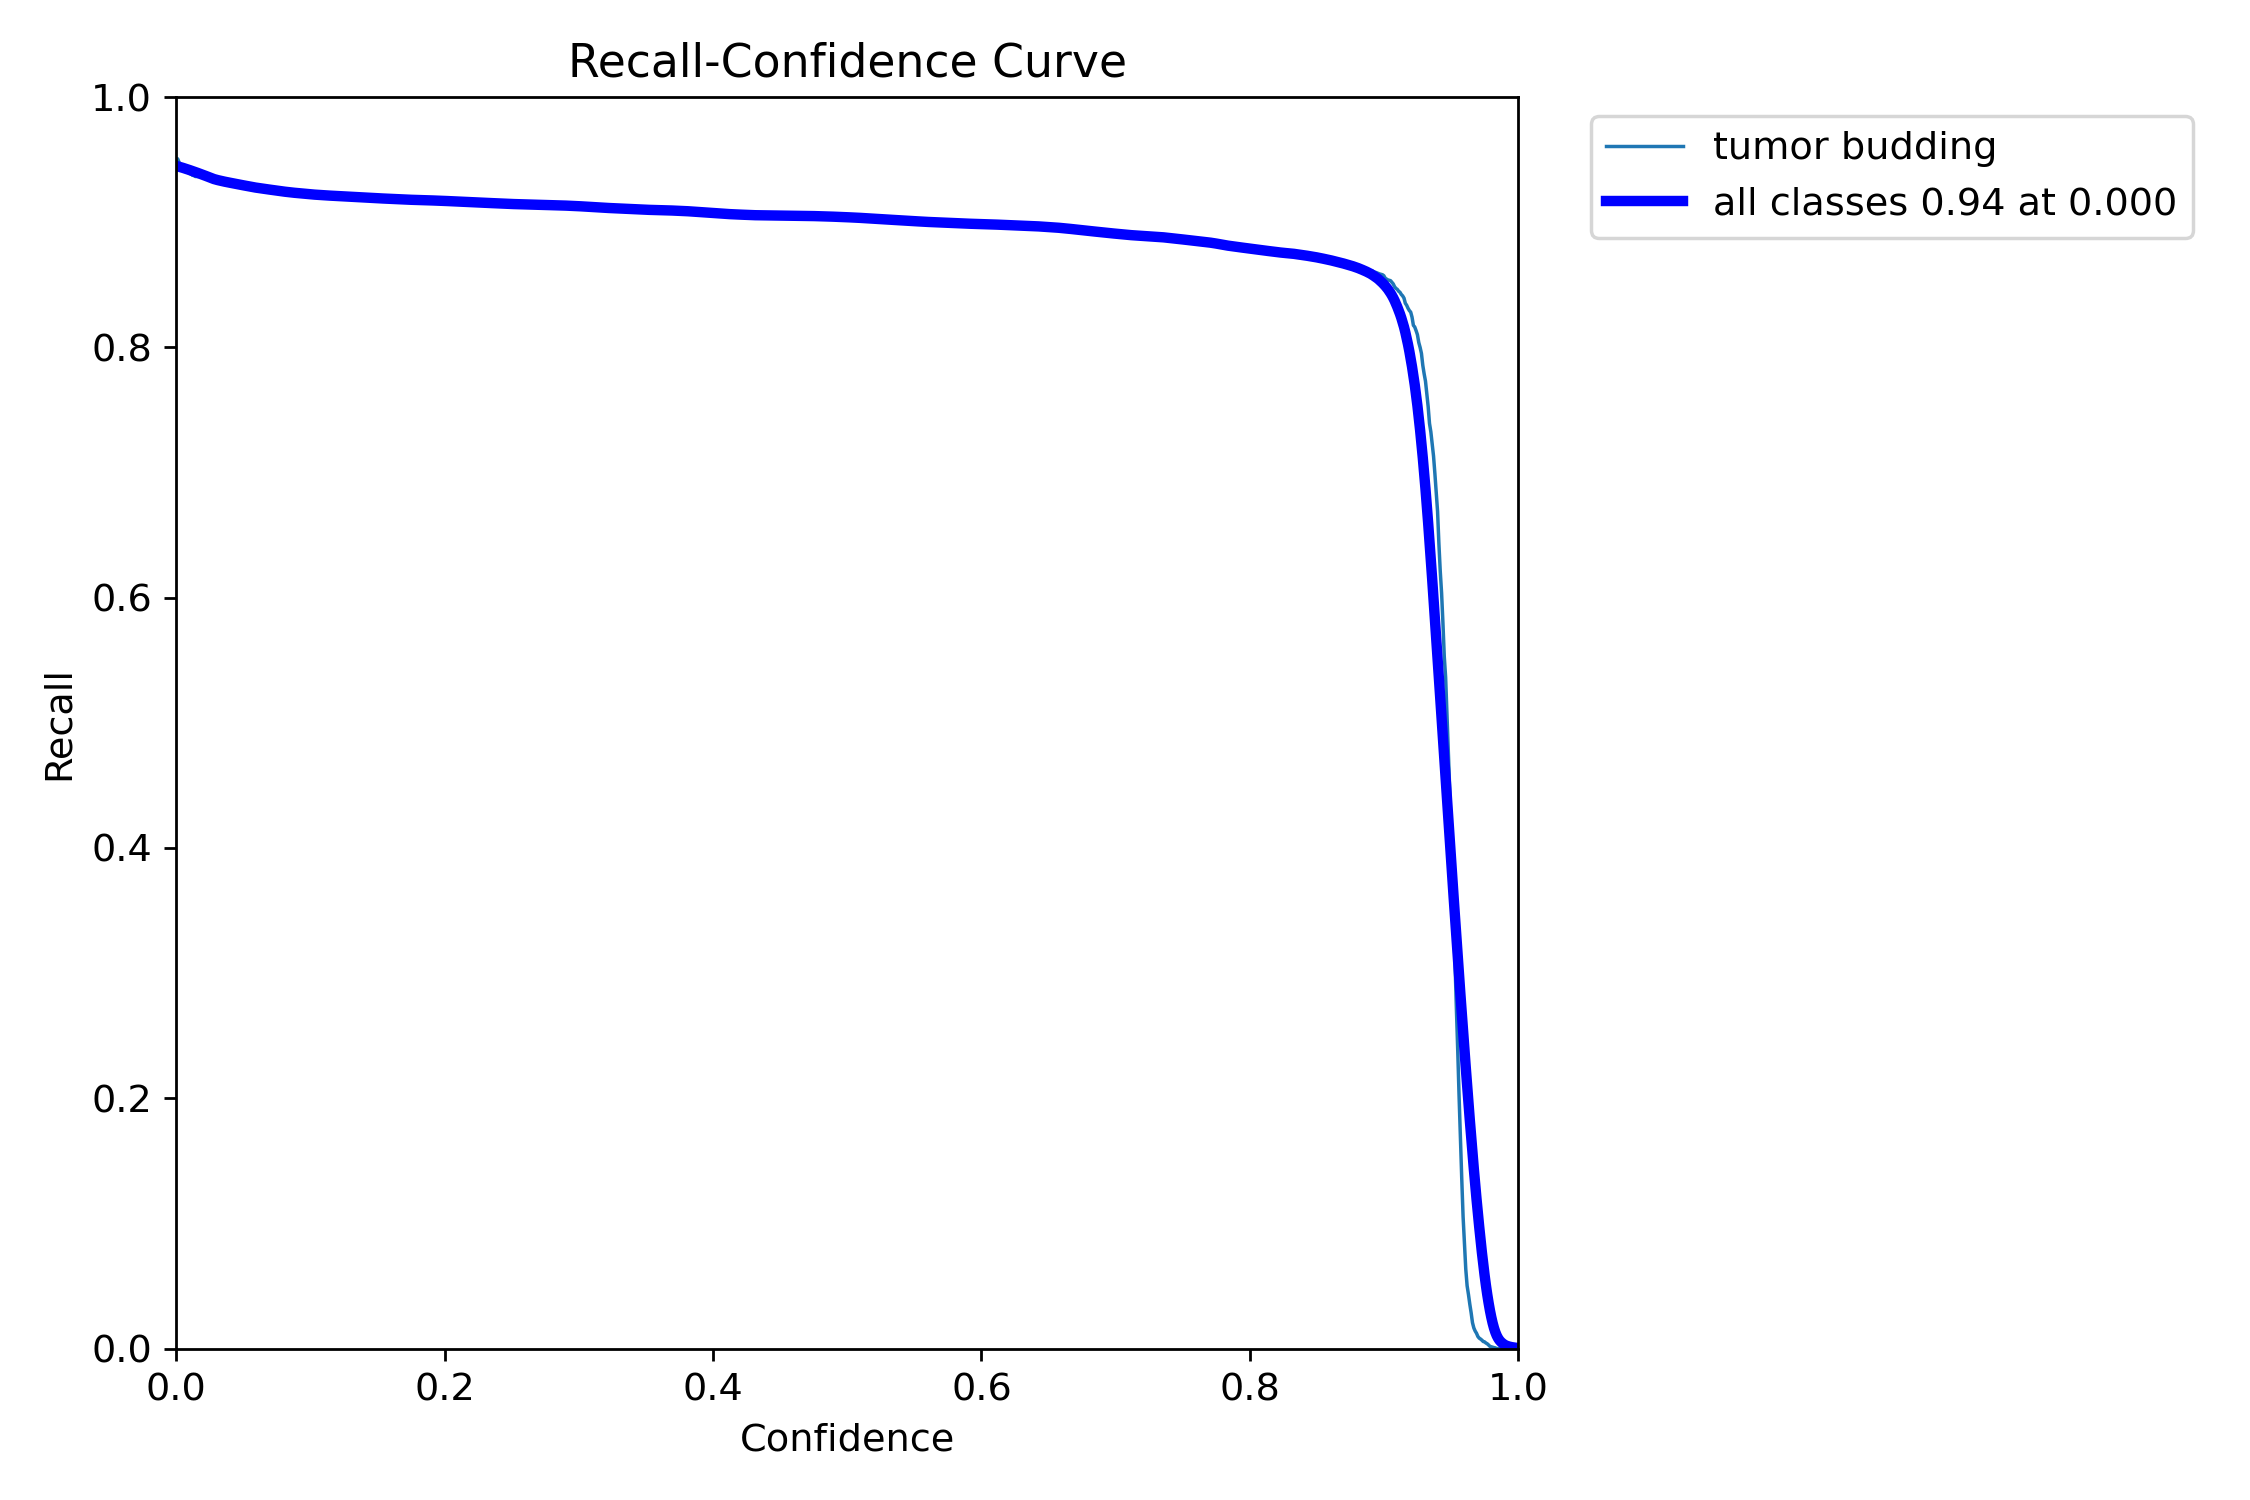 Recall-Confidence Curve
1.0
0.8
0.6
0.4
0.2
0.0
Recall
0.0 0.2 0.4 0.6 0.8 1.0
Confidence
tumor budding
all classes 0.94 at 0.000